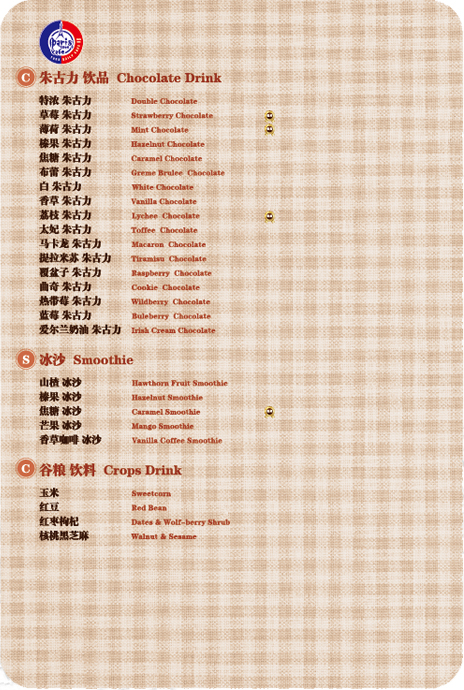 paris
C 朱古力 饮品 Chocolate Drink
特浓 朱古力 Double Chocolate
草莓 朱古力 Strawberry Chocolate
薄荷 朱古力 Mint Chocolate
榛果 朱古力 Hazelnut Chocolate
焦糖 朱古力 Caramel Chocolate
布蕾 朱古力 Greme Brulee Chocolate
白 朱古力 White Chocolate
香草 朱古力 Vanilla Chocolate
荔枝 朱古力 Lychee Chocolate
太妃 朱古力 Toffee Chocolate
马卡龙 朱古力 Macaron Chocolate
提拉米苏 朱古力 Tiramisu Chocolate
覆盆子 朱古力 Raspberry Chocolate
曲奇 朱古力 Cookie Chocolate
热带莓 朱古力 Wildberry Chocolate
蓝莓 朱古力 Buleberry Chocolate
爱尔兰奶油 朱古力 Irish Cream Chocolate
S 冰沙 Smoothie
山楂 冰沙 Hawthorn Fruit Smoothie
榛果 冰沙 Hazelnut Smoothie
焦糖 冰沙 Caramel Smoothie
芒果 冰沙 Mango Smoothie
香草咖啡 冰沙 Vanilla Coffee Smoothie
C 谷粮 饮料 Crops Drink
玉米 Sweetcorn
红豆 Red Bean
红枣枸杞 Dates & Wolf-berry Shrub
核桃黑芝麻 Walnut & Sesame